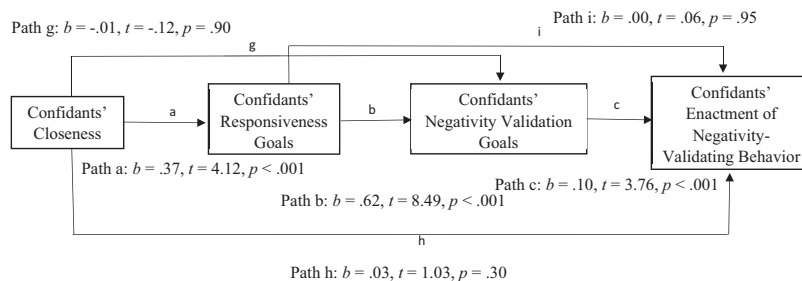 Path g: b = -.01, t = -.12, p = .90
Path i: b = .00, t = .06, p = .95
i
g
Confidants'
Closeness
a
Confidants'
Responsiveness
Goals
b
Confidants'
Negativity Validation
Goals
c
Confidants'
Enactment of
Negativity-
Validating Behavior
Path a: b = .37, t = 4.12, p < .001
Path b: b = .62, t = 8.49, p < .001
Path c: b = .10, t = 3.76, p < .001
h
Path h: b = .03, t = 1.03, p = .30